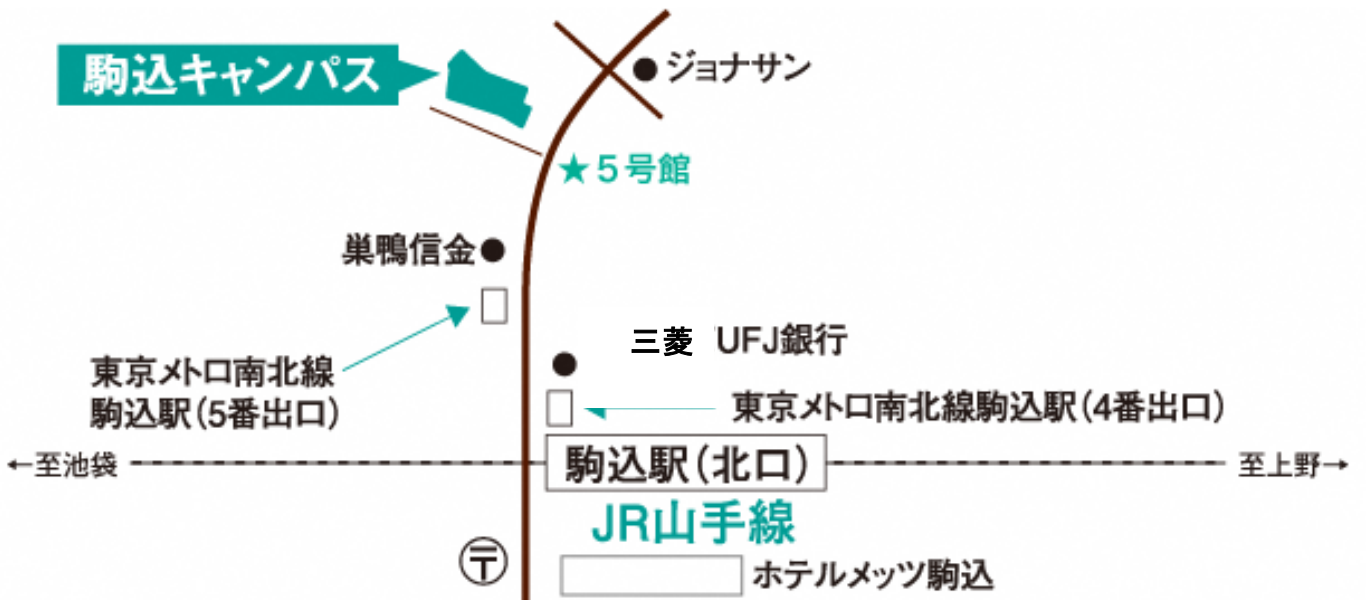 駒込キャンパス
ジョナサン
★5号館
巣鴨信金
三菱 UFJ銀行
東京メトロ南北線
駒込駅(5番出口)
東京メトロ南北線駒込駅(4番出口)
←至池袋
駒込駅(北口)
至上野→
JR山手線
〒
ホテルメッツ駒込